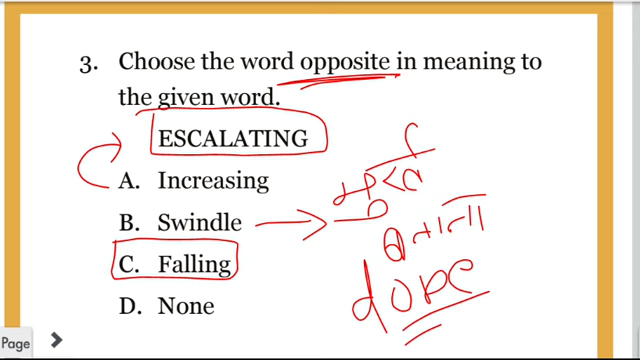 3. Choose the word opposite in meaning to
the given word.
ESCALATING
A. Increasing
B. Swindle
C. Falling
D. None
dope
Page